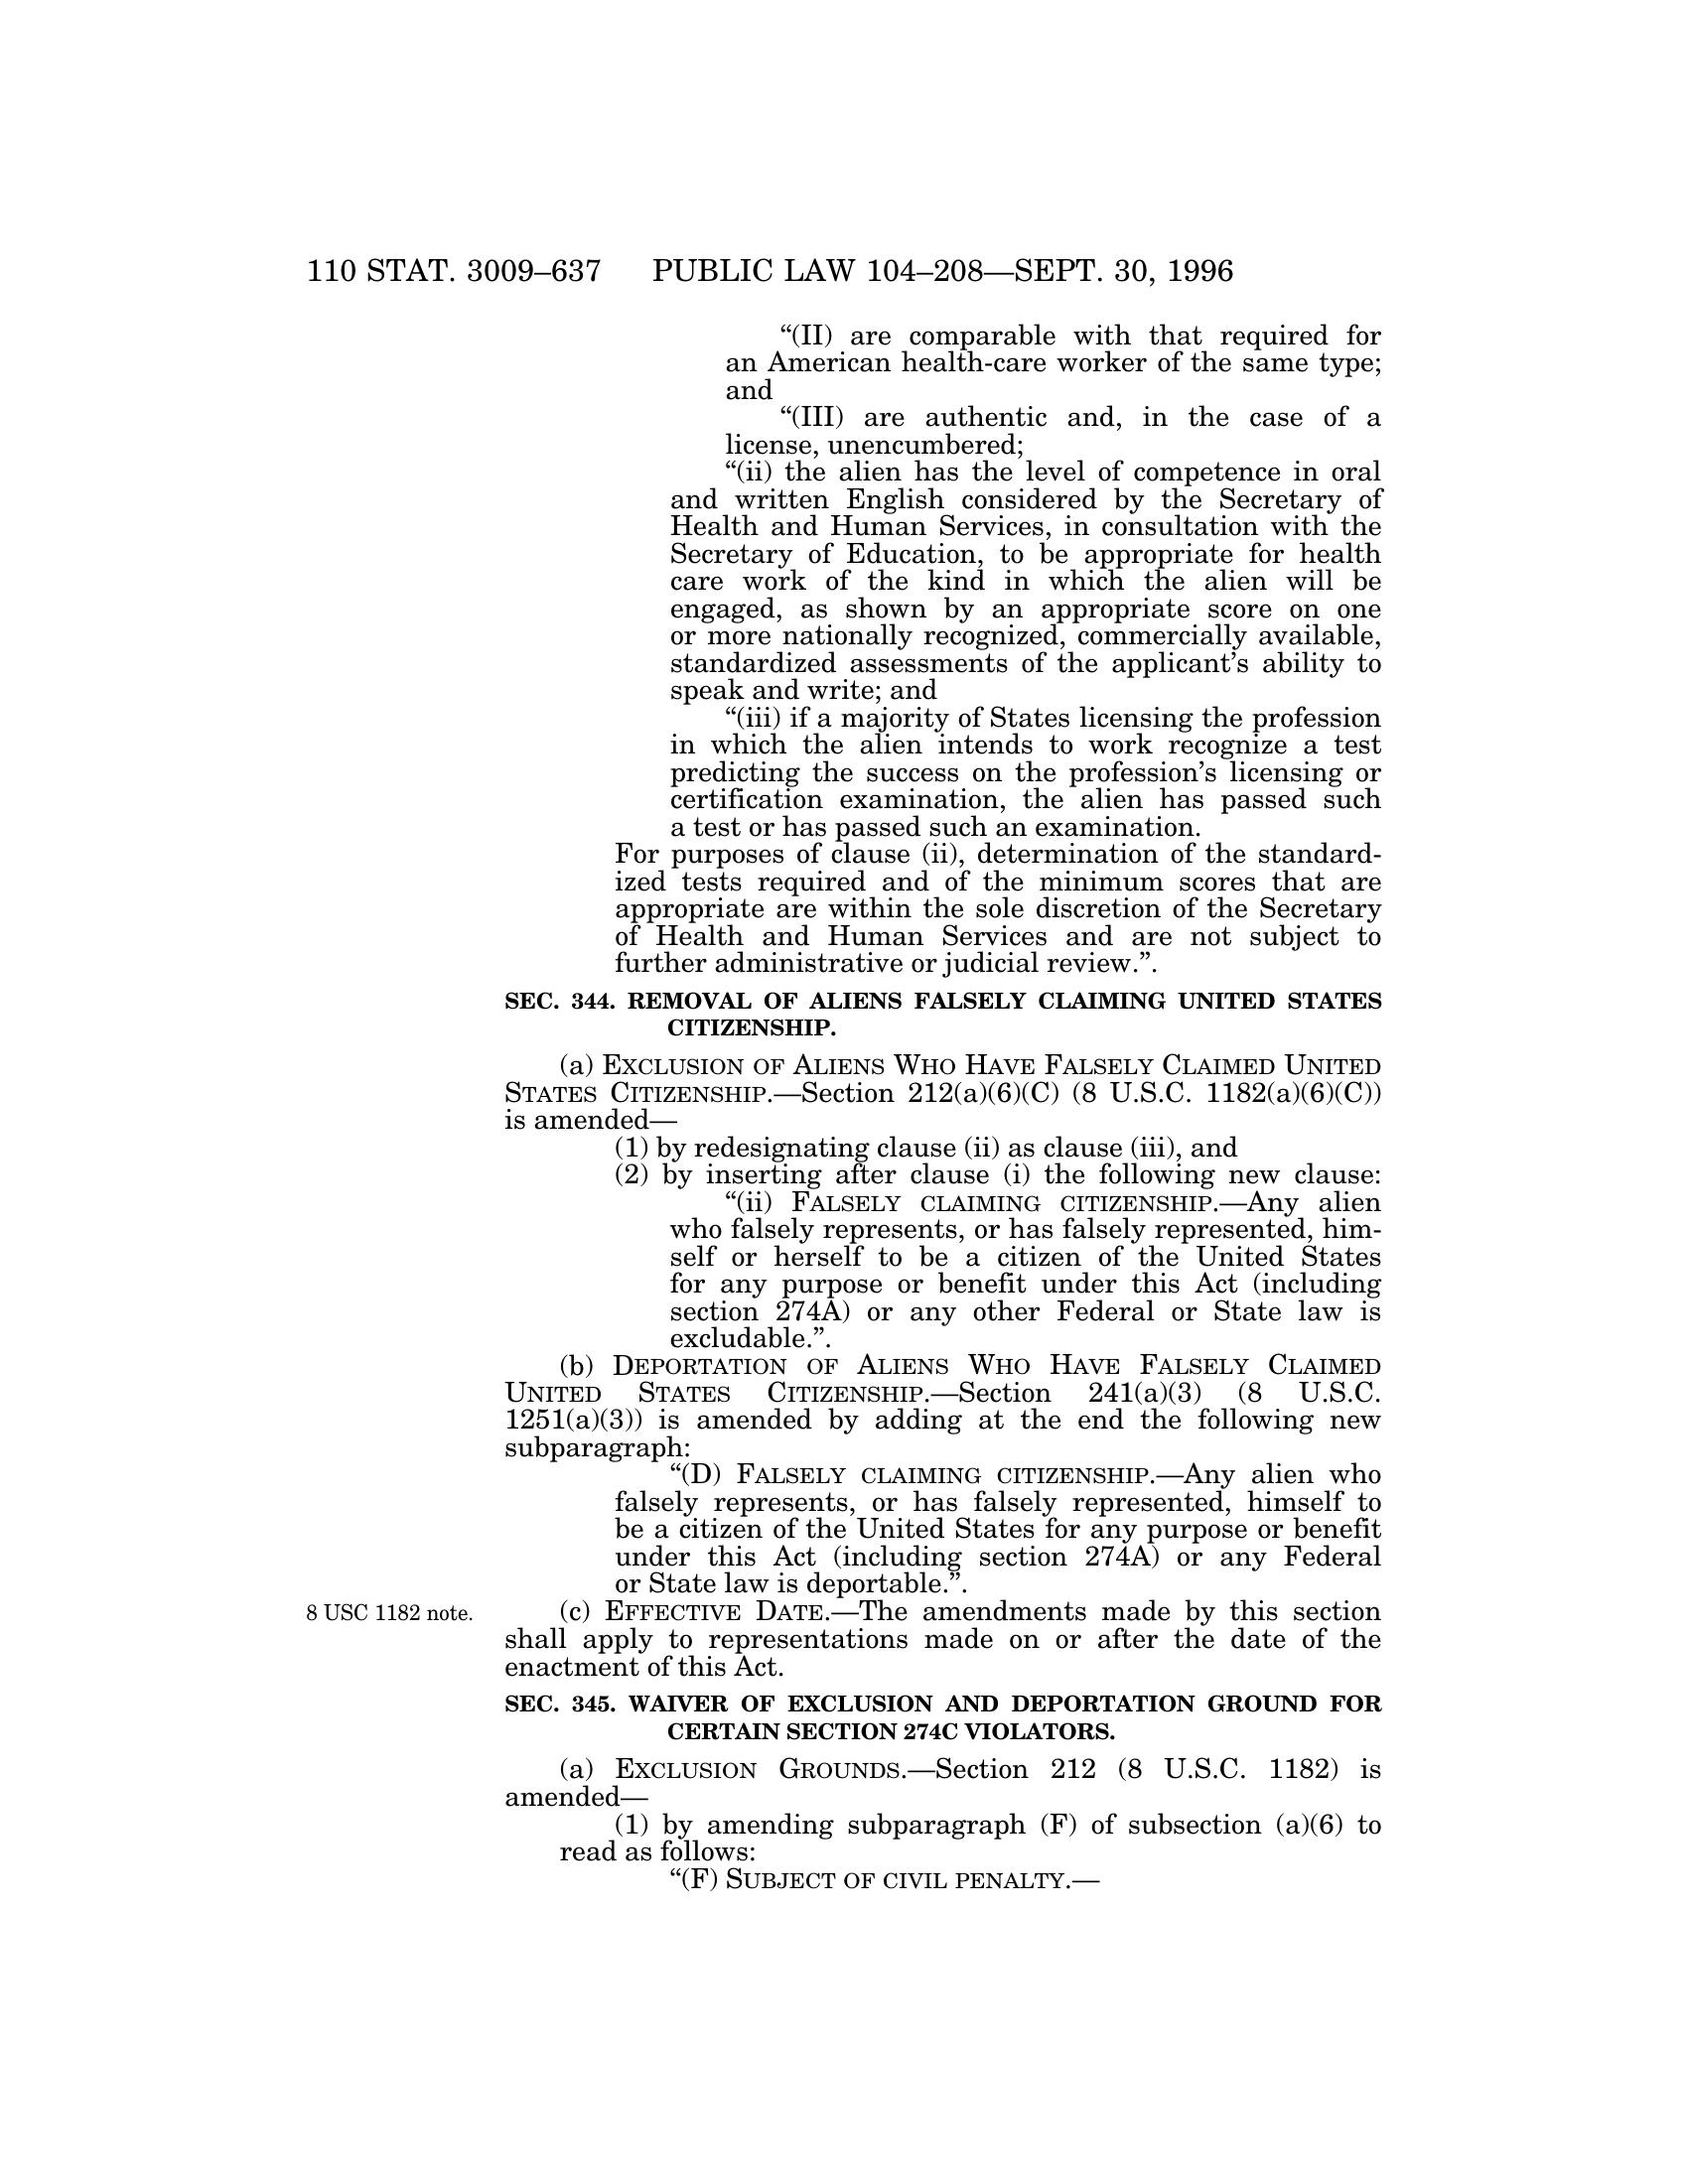 110 STAT. 3009–637 PUBLIC LAW 104–208—SEPT. 30, 1996
“(II) are comparable with that required for
an American health-care worker of the same type;
and
“(III) are authentic and, in the case of a
license, unencumbered;
“(ii) the alien has the level of competence in oral
and written English considered by the Secretary of
Health and Human Services, in consultation with the
Secretary of Education, to be appropriate for health
care work of the kind in which the alien will be
engaged, as shown by an appropriate score on one
or more nationally recognized, commercially available,
standardized assessments of the applicant’s ability to
speak and write; and
“(iii) if a majority of States licensing the profession
in which the alien intends to work recognize a test
predicting the success on the profession’s licensing or
certification examination, the alien has passed such
a test or has passed such an examination.
For purposes of clause (ii), determination of the standard-
ized tests required and of the minimum scores that are
appropriate are within the sole discretion of the Secretary
of Health and Human Services and are not subject to
further administrative or judicial review.”.
SEC. 344. REMOVAL OF ALIENS FALSELY CLAIMING UNITED STATES
CITIZENSHIP.
(a) EXCLUSION OF ALIENS WHO HAVE FALSELY CLAIMED UNITED
STATES CITIZENSHIP.—Section 212(a)(6)(C) (8 U.S.C. 1182(a)(6)(C))
is amended—
(1) by redesignating clause (ii) as clause (iii), and
(2) by inserting after clause (i) the following new clause:
“(ii) FALSELY CLAIMING CITIZENSHIP.—Any alien
who falsely represents, or has falsely represented, him-
self or herself to be a citizen of the United States
for any purpose or benefit under this Act (including
section 274A) or any other Federal or State law is
excludable.”.
(b) DEPORTATION OF ALIENS WHO HAVE FALSELY CLAIMED
UNITED STATES CITIZENSHIP.—Section 241(a)(3) (8 U.S.C.
1251(a)(3)) is amended by adding at the end the following new
subparagraph:
“(D) FALSELY CLAIMING CITIZENSHIP.—Any alien who
falsely represents, or has falsely represented, himself to
be a citizen of the United States for any purpose or benefit
under this Act (including section 274A) or any Federal
or State law is deportable.”.
8 USC 1182 note.
(c) EFFECTIVE DATE.—The amendments made by this section
shall apply to representations made on or after the date of the
enactment of this Act.
SEC. 345. WAIVER OF EXCLUSION AND DEPORTATION GROUND FOR
CERTAIN SECTION 274C VIOLATORS.
(a) EXCLUSION GROUNDS.—Section 212 (8 U.S.C. 1182) is
amended—
(1) by amending subparagraph (F) of subsection (a)(6) to
read as follows:
“(F) SUBJECT OF CIVIL PENALTY.—